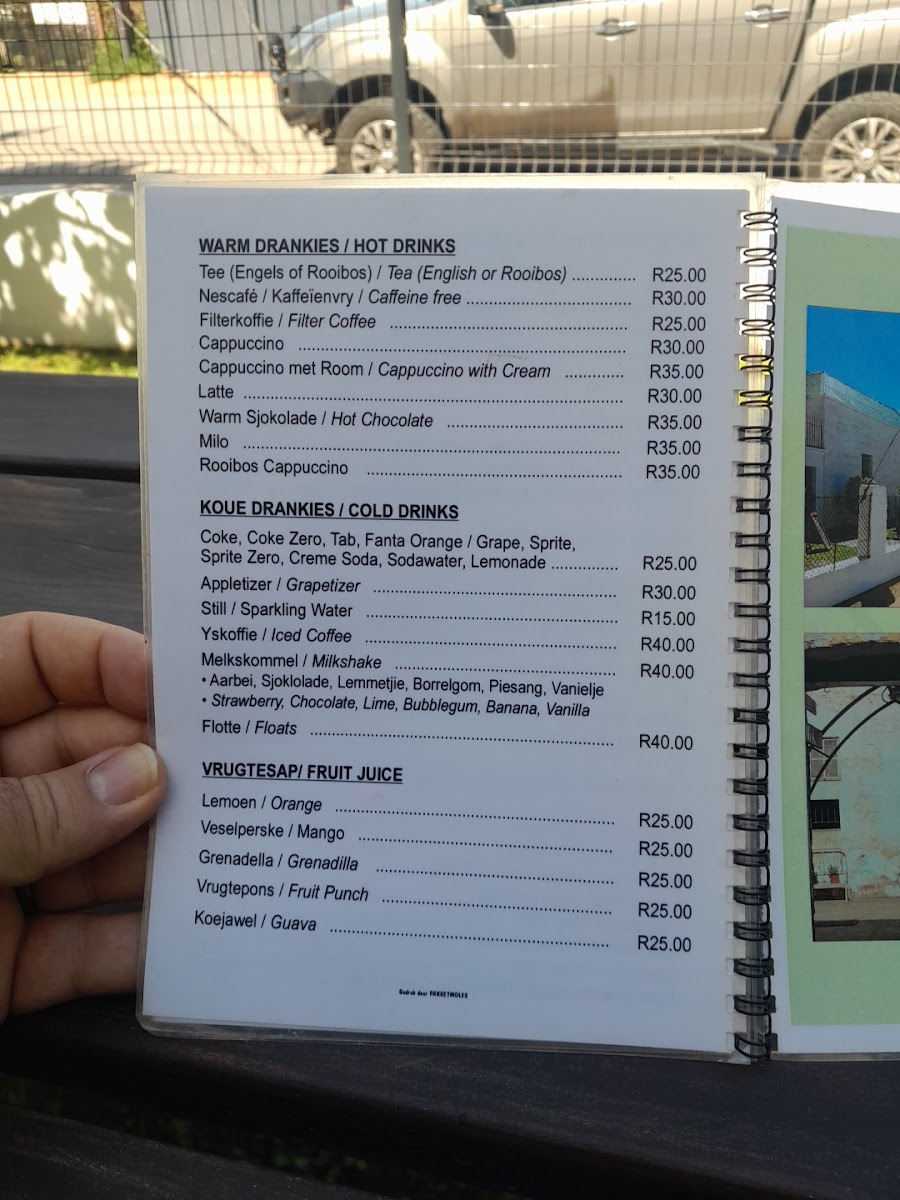 WARM DRANKIES / HOT DRINKS
Tee (Engels of Rooibos) / Tea (English or Rooibos) .............. R25.00
Nescafé / Kaffeïenvry / Caffeine free .............. R30.00
Filterkoffie / Filter Coffee .............. R25.00
Cappuccino .............. R30.00
Cappuccino met Room / Cappuccino with Cream .............. R35.00
Latte .............. R30.00
Warm Sjokolade / Hot Chocolate .............. R35.00
Milo .............. R35.00
Rooibos Cappuccino .............. R35.00
KOUE DRANKIES / COLD DRINKS
Coke, Coke Zero, Tab, Fanta Orange / Grape, Sprite,
Sprite Zero, Creme Soda, Sodawater, Lemonade .............. R25.00
Appletizer / Grapetizer .............. R30.00
Still / Sparkling Water .............. R15.00
Yskoffie / Iced Coffee .............. R40.00
Melkskommel / Milkshake .............. R40.00
• Aarbei, Sjoklolade, Lemmetjie, Borrelgom, Piesang, Vanielje
• Strawberry, Chocolate, Lime, Bubblegum, Banana, Vanilla
Flotte / Floats .............. R40.00
VRUGTESAP/ FRUIT JUICE
Lemoen / Orange .............. R25.00
Veselperske / Mango .............. R25.00
Grenadella / Grenadilla .............. R25.00
Vrugtepons / Fruit Punch .............. R25.00
Koejawel / Guava .............. R25.00